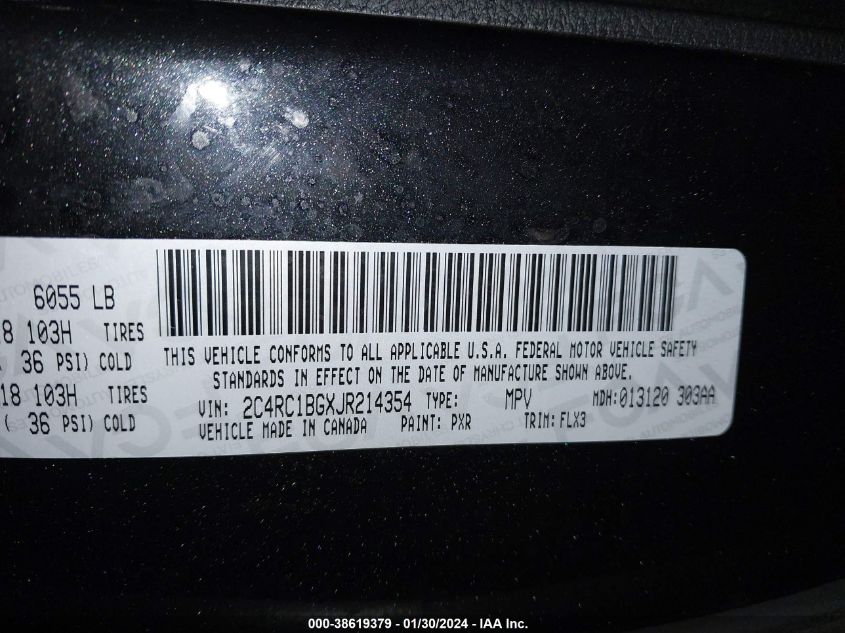 6055 LB
18 103H TIRES
36 PSI) COLD
18 103H TIRES
( 36 PSI) COLD
THIS VEHICLE CONFORMS TO ALL APPLICABLE U.S.A. FEDERAL MOTOR VEHICLE SAFETY
STANDARDS IN EFFECT ON THE DATE OF MANUFACTURE SHOWN ABOVE.
VIN: 2C4RC1BGXJR214354 TYPE: MPV MDH:013120 303AA
VEHICLE MADE IN CANADA PAINT: PXR TRIM: FLX3
000-38619379 - 01/30/2024 - IAA Inc.